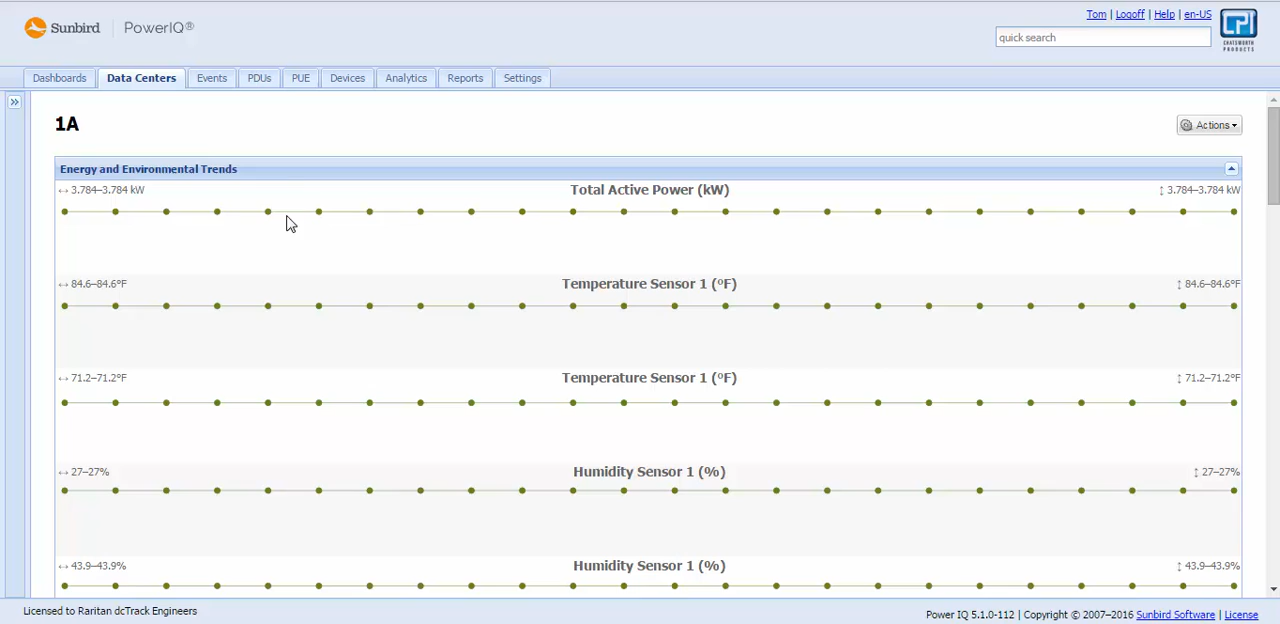 Sunbird PowerIQ®
Tom | Logoff | Help | en-US
quick search
CPI
CHATSWORTH
PRODUCTS
Dashboards Data Centers Events PDUs PUE Devices Analytics Reports Settings
1A
Actions
Energy and Environmental Trends
↔ 3.784–3.784 kW Total Active Power (kW) ↕ 3.784–3.784 kW
↔ 84.6–84.6°F Temperature Sensor 1 (°F) ↕ 84.6–84.6°F
↔ 71.2–71.2°F Temperature Sensor 1 (°F) ↕ 71.2–71.2°F
↔ 27–27% Humidity Sensor 1 (%) ↕ 27–27%
↔ 43.9–43.9% Humidity Sensor 1 (%) ↕ 43.9–43.9%
Licensed to Raritan dcTrack Engineers
Power IQ 5.1.0-112 | Copyright © 2007–2016 Sunbird Software | License